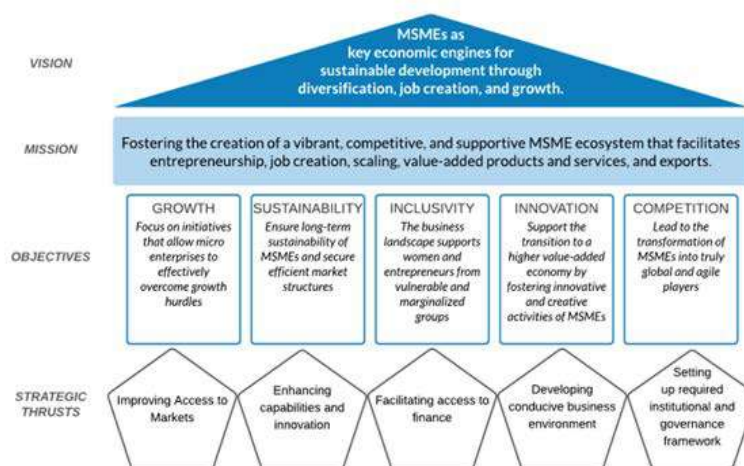 VISION
MSMEs as
key economic engines for
sustainable development through
diversification, job creation, and growth.
MISSION
Fostering the creation of a vibrant, competitive, and supportive MSME ecosystem that facilitates
entrepreneurship, job creation, scaling, value-added products and services, and exports.
OBJECTIVES
GROWTH
Focus on initiatives
that allow micro
enterprises to
effectively
overcome growth
hurdles
SUSTAINABILITY
Ensure long-term
sustainability of
MSMEs and secure
efficient market
structures
INCLUSIVITY
The business
landscape supports
women and
entrepreneurs from
vulnerable and
marginalized
groups
INNOVATION
Support the
transition to a
higher value-added
economy by
fostering innovative
and creative
activities of MSMEs
COMPETITION
Lead to the
transformation of
MSMEs into truly
global and agile
players
STRATEGIC
THRUSTS
Improving Access to
Markets
Enhancing
capabilities and
innovation
Facilitating access to
finance
Developing
conducive business
environment
Setting
up required
institutional and
governance
framework